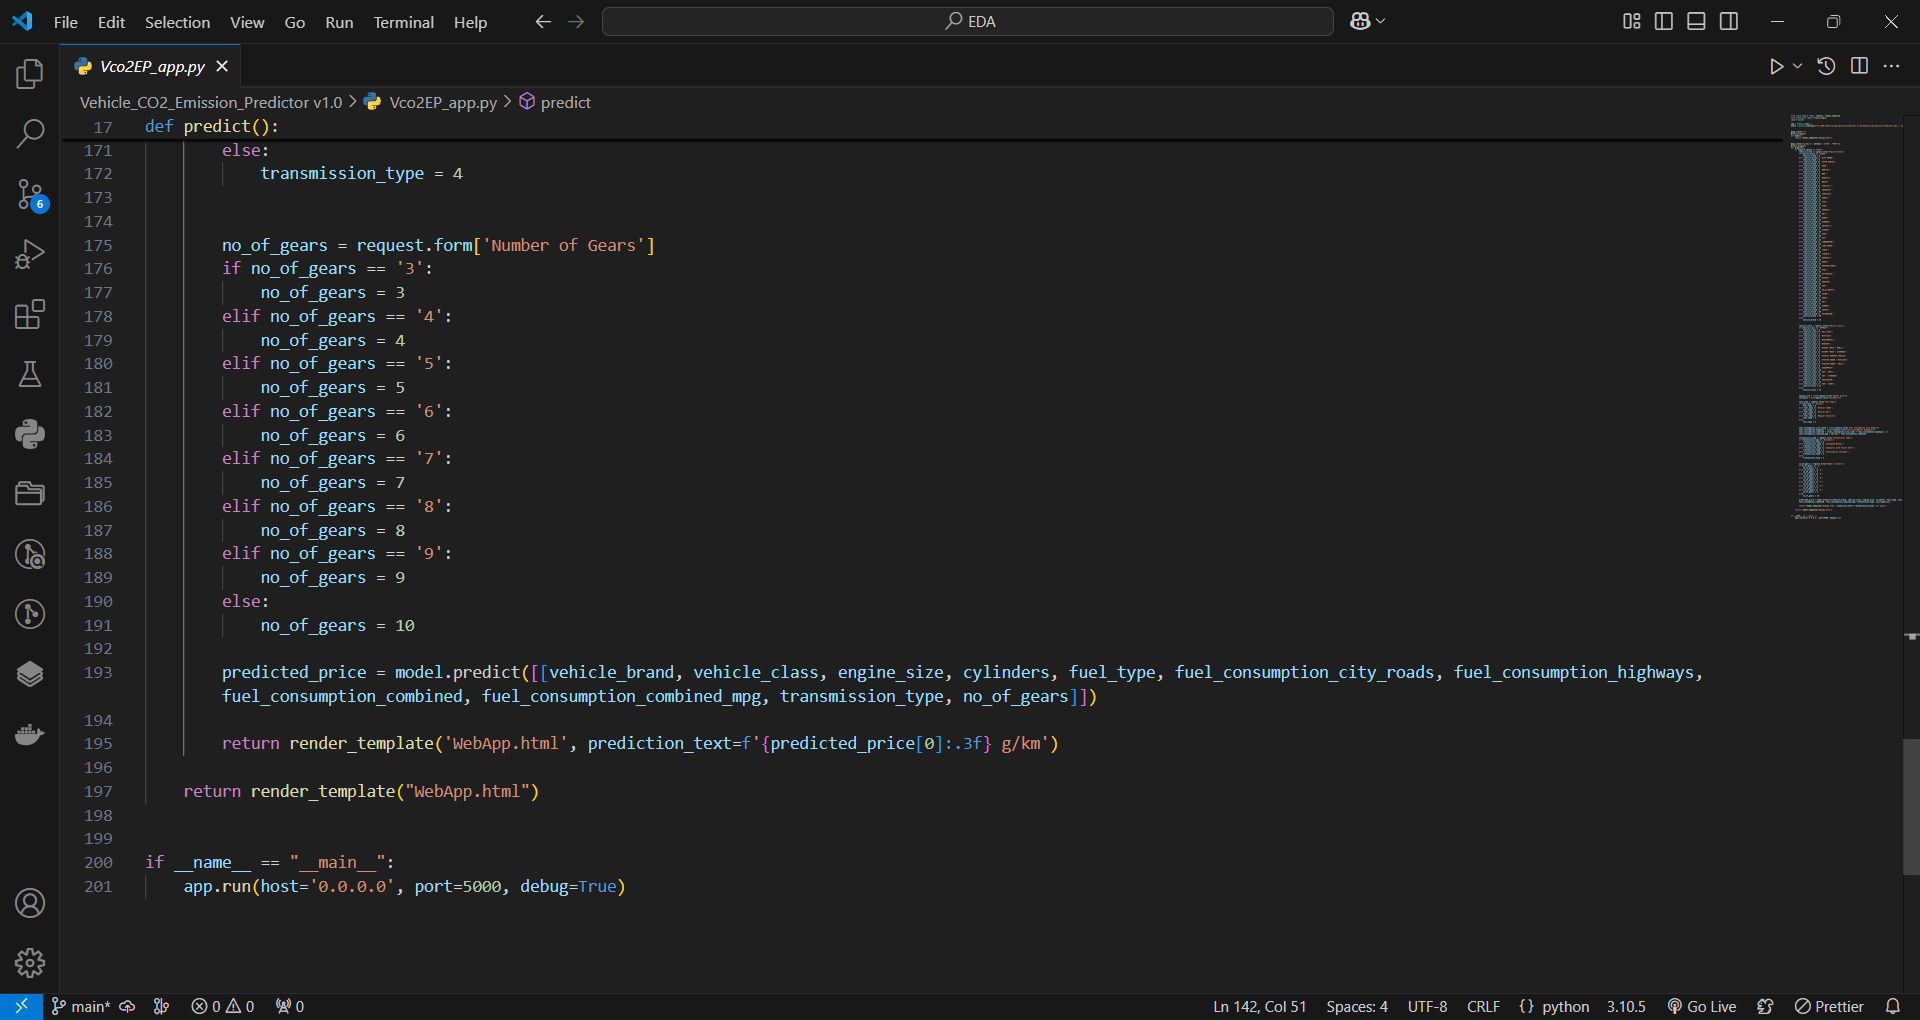 File Edit Selection View Go Run Terminal Help EDA
Vco2EP_app.py
Vehicle_CO2_Emission_Predictor v1.0 > Vco2EP_app.py > predict
17 def predict():
171 else:
172 transmission_type = 4
173
174
175 no_of_gears = request.form['Number of Gears']
176 if no_of_gears == '3':
177 no_of_gears = 3
178 elif no_of_gears == '4':
179 no_of_gears = 4
180 elif no_of_gears == '5':
181 no_of_gears = 5
182 elif no_of_gears == '6':
183 no_of_gears = 6
184 elif no_of_gears == '7':
185 no_of_gears = 7
186 elif no_of_gears == '8':
187 no_of_gears = 8
188 elif no_of_gears == '9':
189 no_of_gears = 9
190 else:
191 no_of_gears = 10
192
193 predicted_price = model.predict([[vehicle_brand, vehicle_class, engine_size, cylinders, fuel_type, fuel_consumption_city_roads, fuel_consumption_highways,
fuel_consumption_combined, fuel_consumption_combined_mpg, transmission_type, no_of_gears]])
194
195 return render_template('WebApp.html', prediction_text=f'{predicted_price[0]:.3f} g/km')
196
197 return render_template("WebApp.html")
198
199
200 if __name__ == "__main__":
201 app.run(host='0.0.0.0', port=5000, debug=True)
6
main* 0 0 0 Ln 142, Col 51 Spaces: 4 UTF-8 CRLF {} python 3.10.5 Go Live Prettier